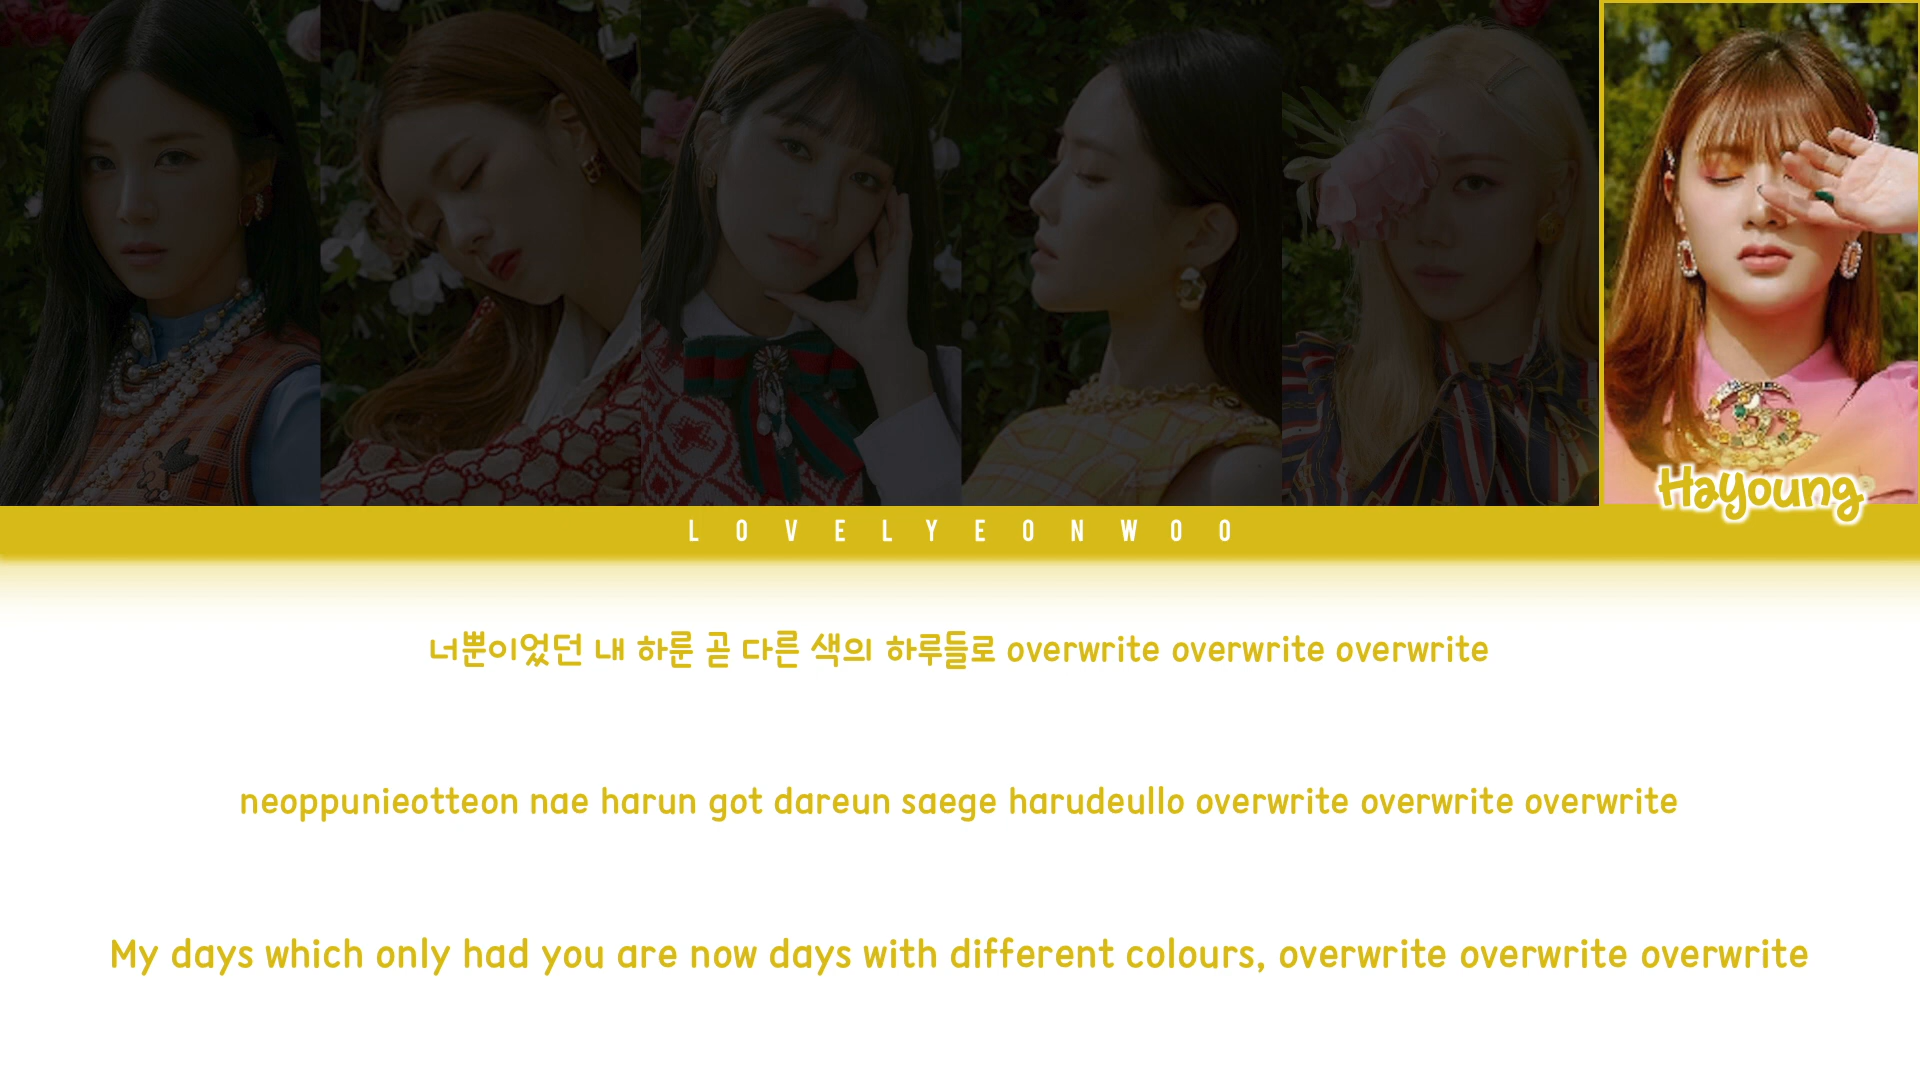 Hayoung
LOVELYEONWOO
너뿐이었던 내 하룬 곧 다른 색의 하루들로 overwrite overwrite overwrite
neoppunieotteon nae harun got dareun saege harudeullo overwrite overwrite overwrite
My days which only had you are now days with different colours, overwrite overwrite overwrite